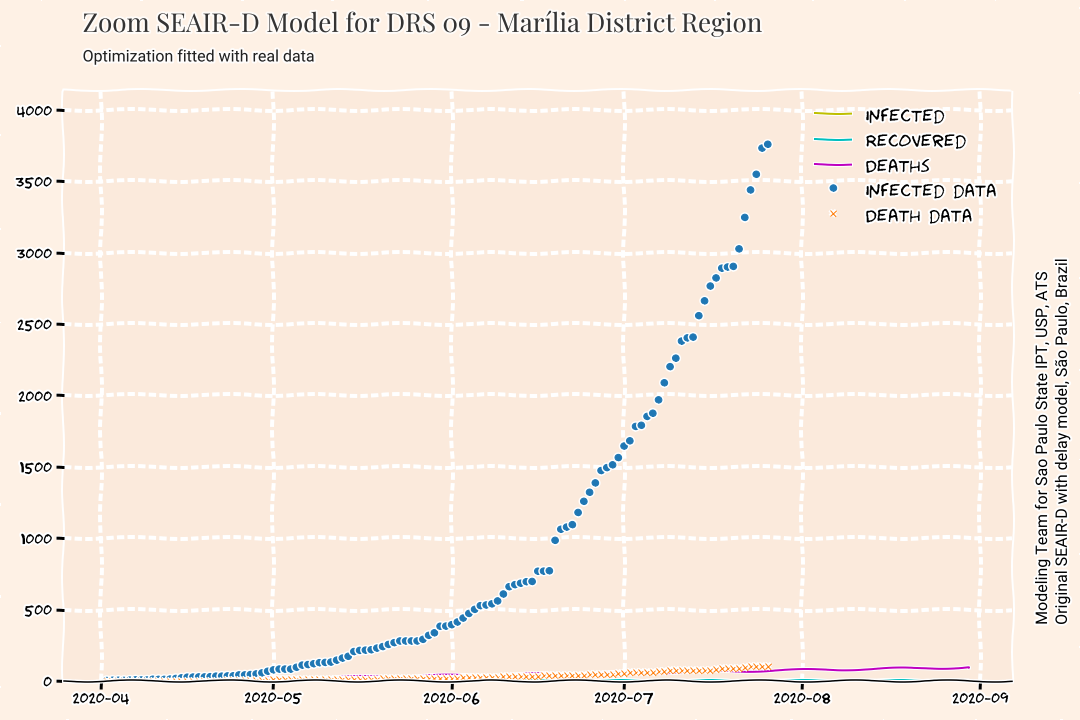 Zoom SEAIR-D Model for DRS 09 - Marília District Region
Optimization fitted with real data
4000
3500
3000
2500
2000
1500
1000
500
0
2020-04
2020-05
2020-06
2020-07
2020-08
2020-09
INFECTED
RECOVERED
DEATHS
INFECTED DATA
DEATH DATA
Modeling Team for Sao Paulo State IPT, USP, ATS
Original SEAIR-D with delay model, São Paulo, Brazil